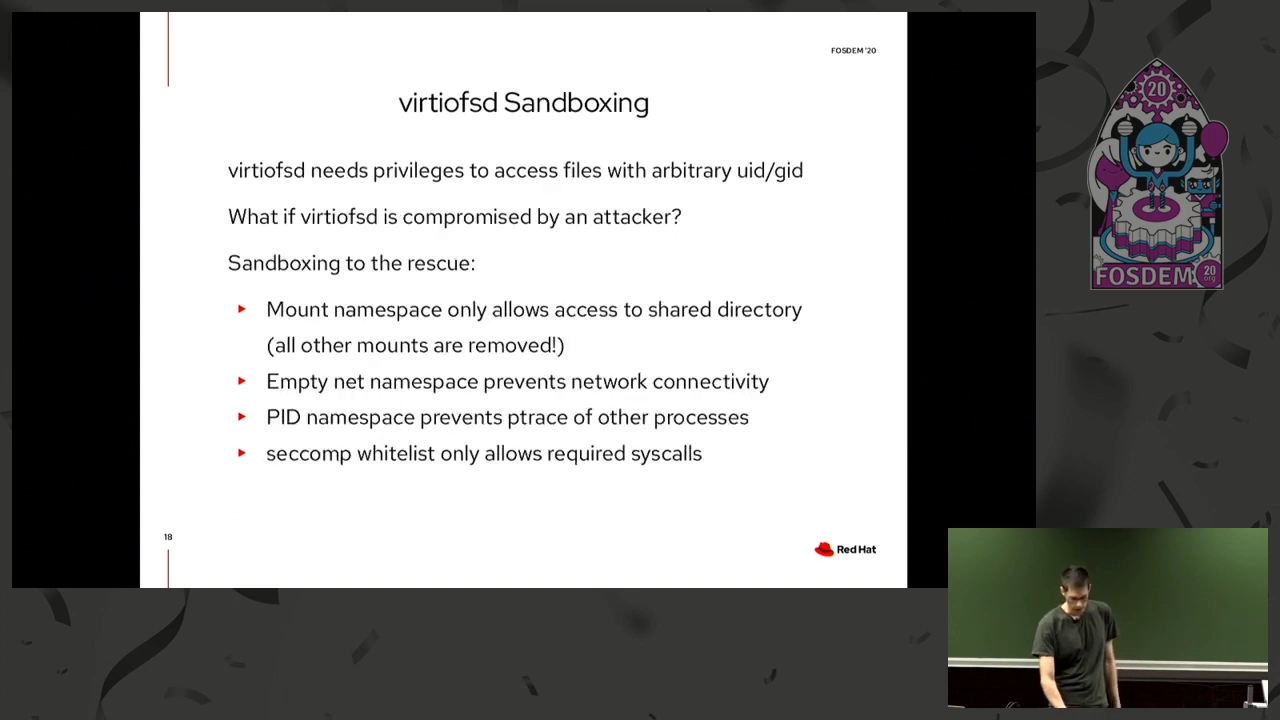 FOSDEM '20
virtiofsd Sandboxing
virtiofsd needs privileges to access files with arbitrary uid/gid
What if virtiofsd is compromised by an attacker?
Sandboxing to the rescue:
Mount namespace only allows access to shared directory
(all other mounts are removed!)
Empty net namespace prevents network connectivity
PID namespace prevents ptrace of other processes
seccomp whitelist only allows required syscalls
18
Red Hat
20
FOSDEM
20
.org